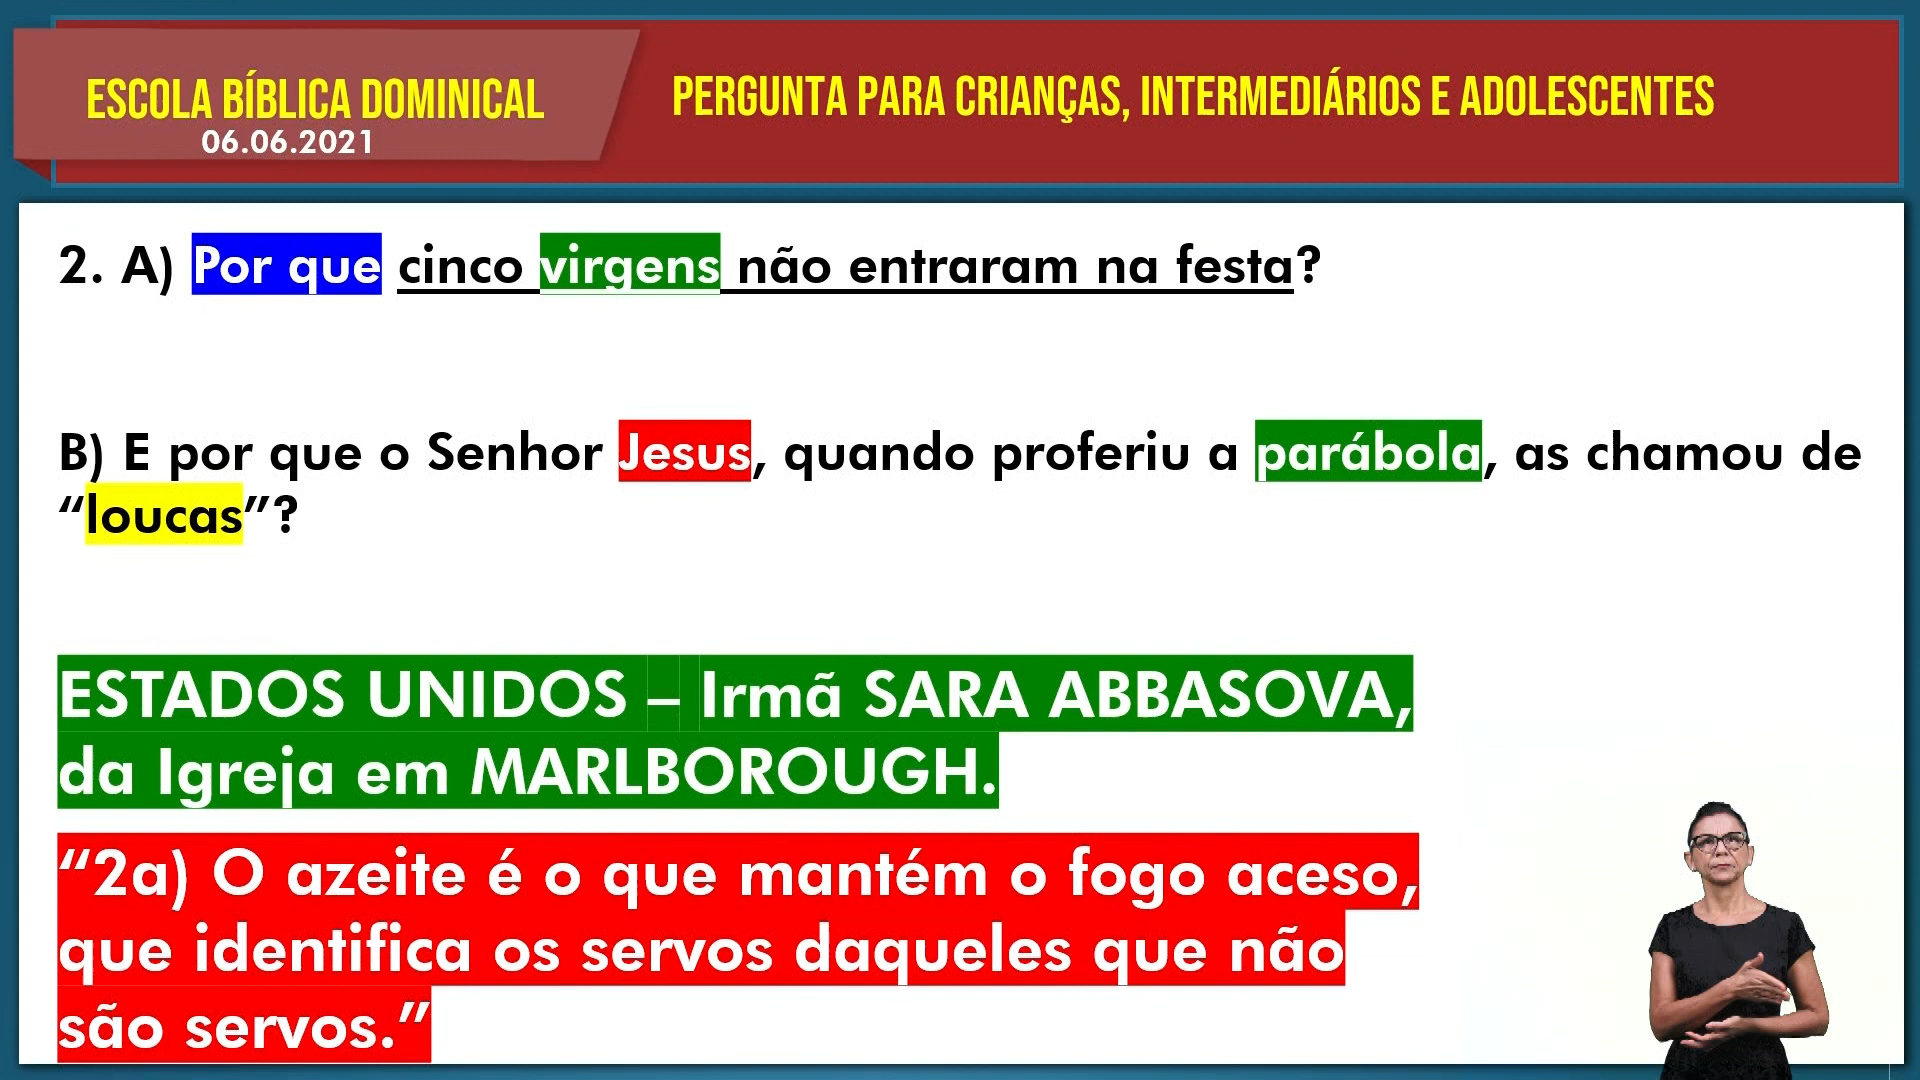 ESCOLA BÍBLICA DOMINICAL
06.06.2021
PERGUNTA PARA CRIANÇAS, INTERMEDIÁRIOS E ADOLESCENTES
2. A) Por que cinco virgens não entraram na festa?
B) E por que o Senhor Jesus, quando proferiu a parábola, as chamou de
“loucas”?
ESTADOS UNIDOS – Irmã SARA ABBASOVA,
da Igreja em MARLBOROUGH.
“2a) O azeite é o que mantém o fogo aceso,
que identifica os servos daqueles que não
são servos.”